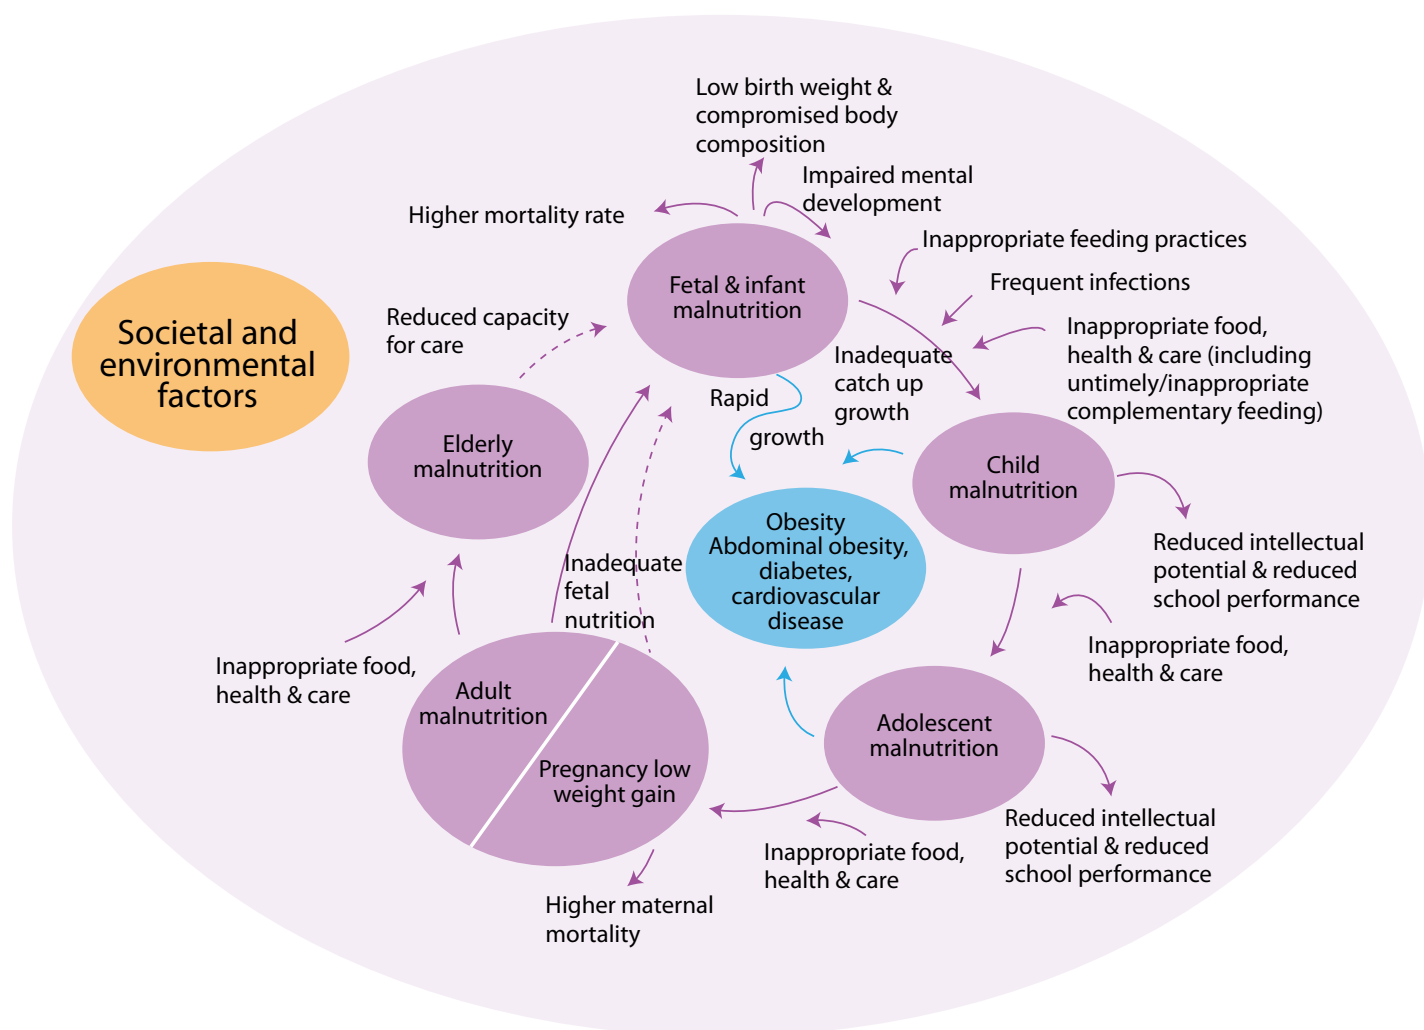 Low birth weight &
compromised body
composition
Impaired mental
development
Higher mortality rate
Inappropriate feeding practices
Frequent infections
Fetal & infant
malnutrition
Reduced capacity
for care
Societal and
environmental
factors
Inappropriate food,
health & care (including
untimely/inappropriate
complementary feeding)
Inadequate
catch up
growth
Rapid
growth
Elderly
malnutrition
Child
malnutrition
Obesity
Abdominal obesity,
diabetes,
cardiovascular
disease
Reduced intellectual
potential & reduced
school performance
Inadequate
fetal
nutrition
Inappropriate food,
health & care
Inappropriate food,
health & care
Adult
malnutrition
Pregnancy low
weight gain
Adolescent
malnutrition
Reduced intellectual
potential & reduced
school performance
Inappropriate food,
health & care
Higher maternal
mortality